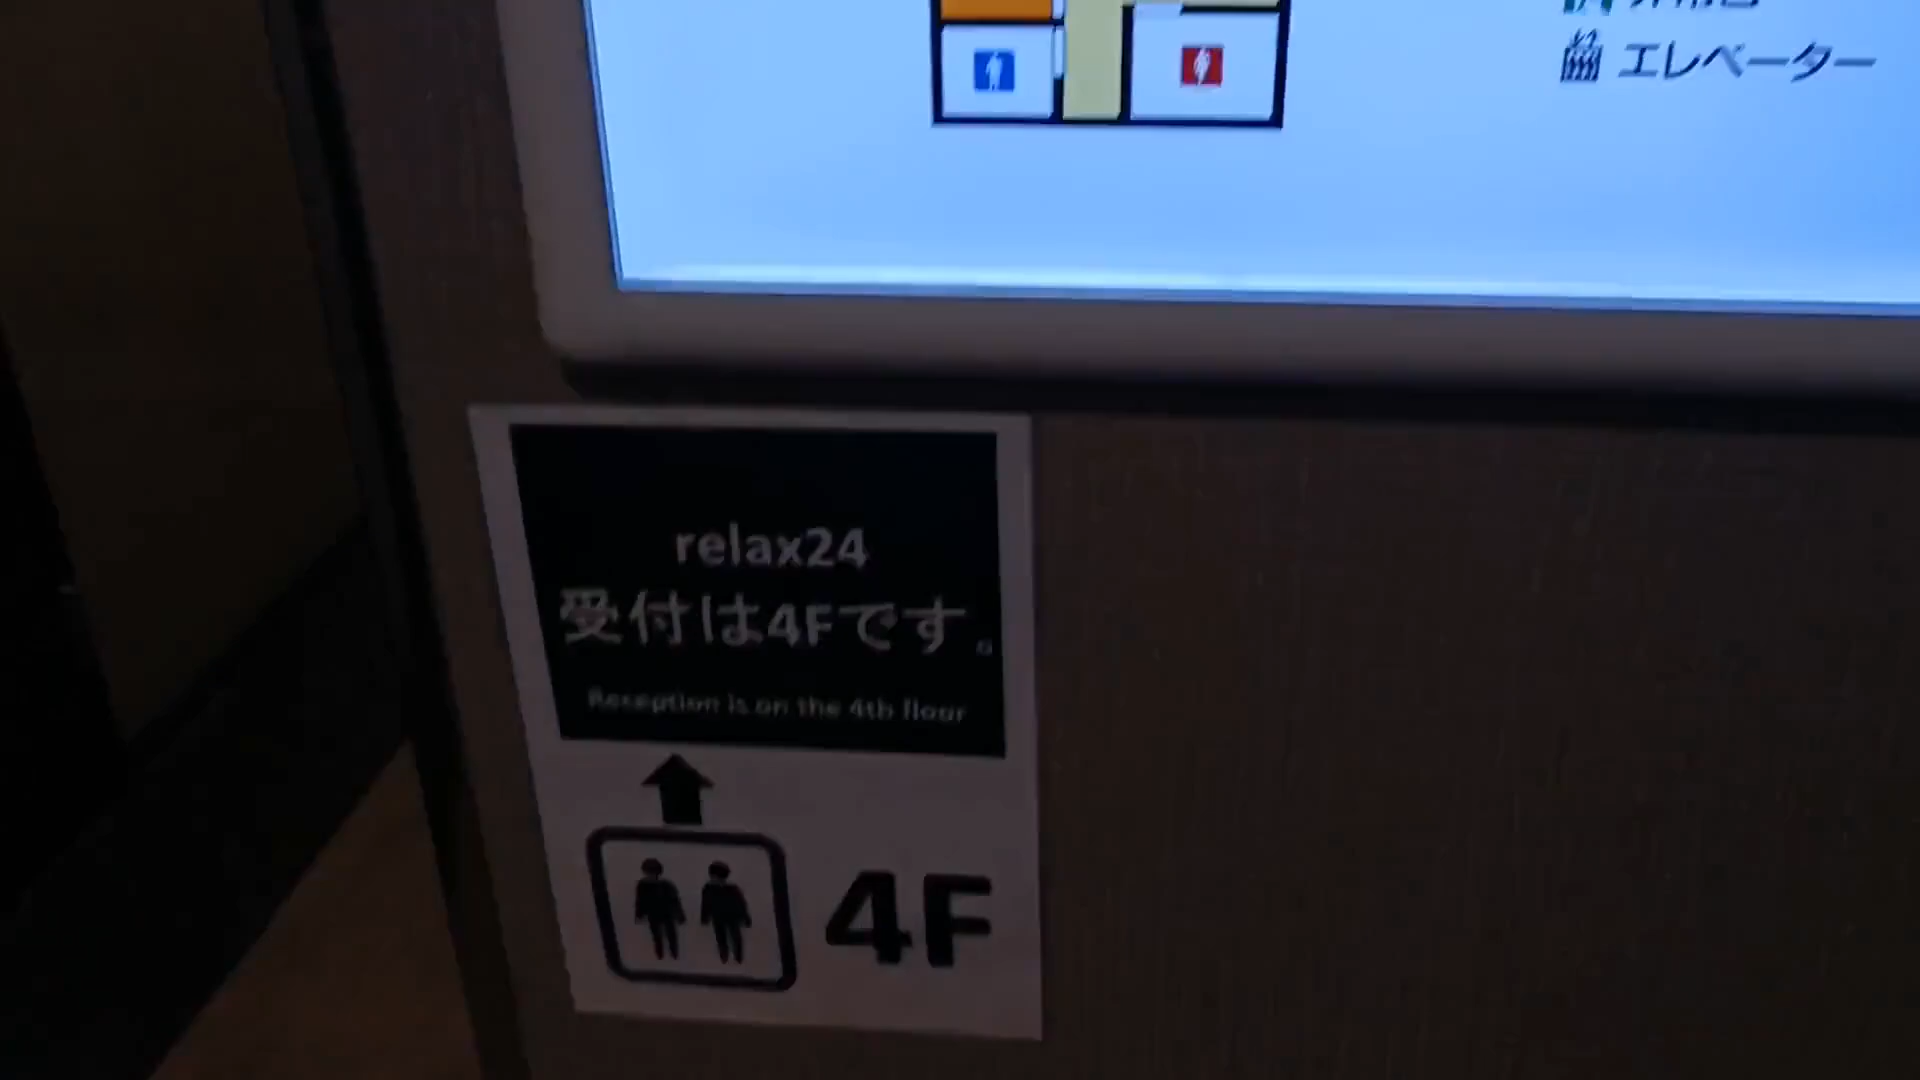 エレベーター
relax24
受付は4Fです。
Reception is on the 4th floor
4F